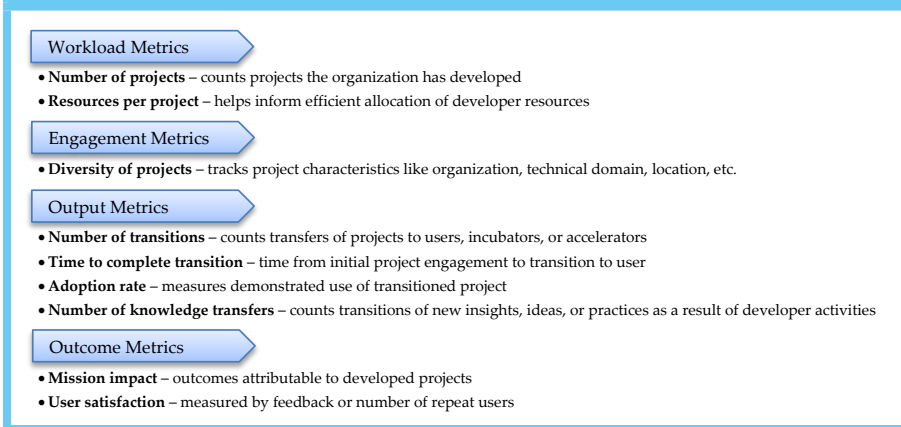 Workload Metrics
• Number of projects – counts projects the organization has developed
• Resources per project – helps inform efficient allocation of developer resources
Engagement Metrics
• Diversity of projects – tracks project characteristics like organization, technical domain, location, etc.
Output Metrics
• Number of transitions – counts transfers of projects to users, incubators, or accelerators
• Time to complete transition – time from initial project engagement to transition to user
• Adoption rate – measures demonstrated use of transitioned project
• Number of knowledge transfers – counts transitions of new insights, ideas, or practices as a result of developer activities
Outcome Metrics
• Mission impact – outcomes attributable to developed projects
• User satisfaction – measured by feedback or number of repeat users